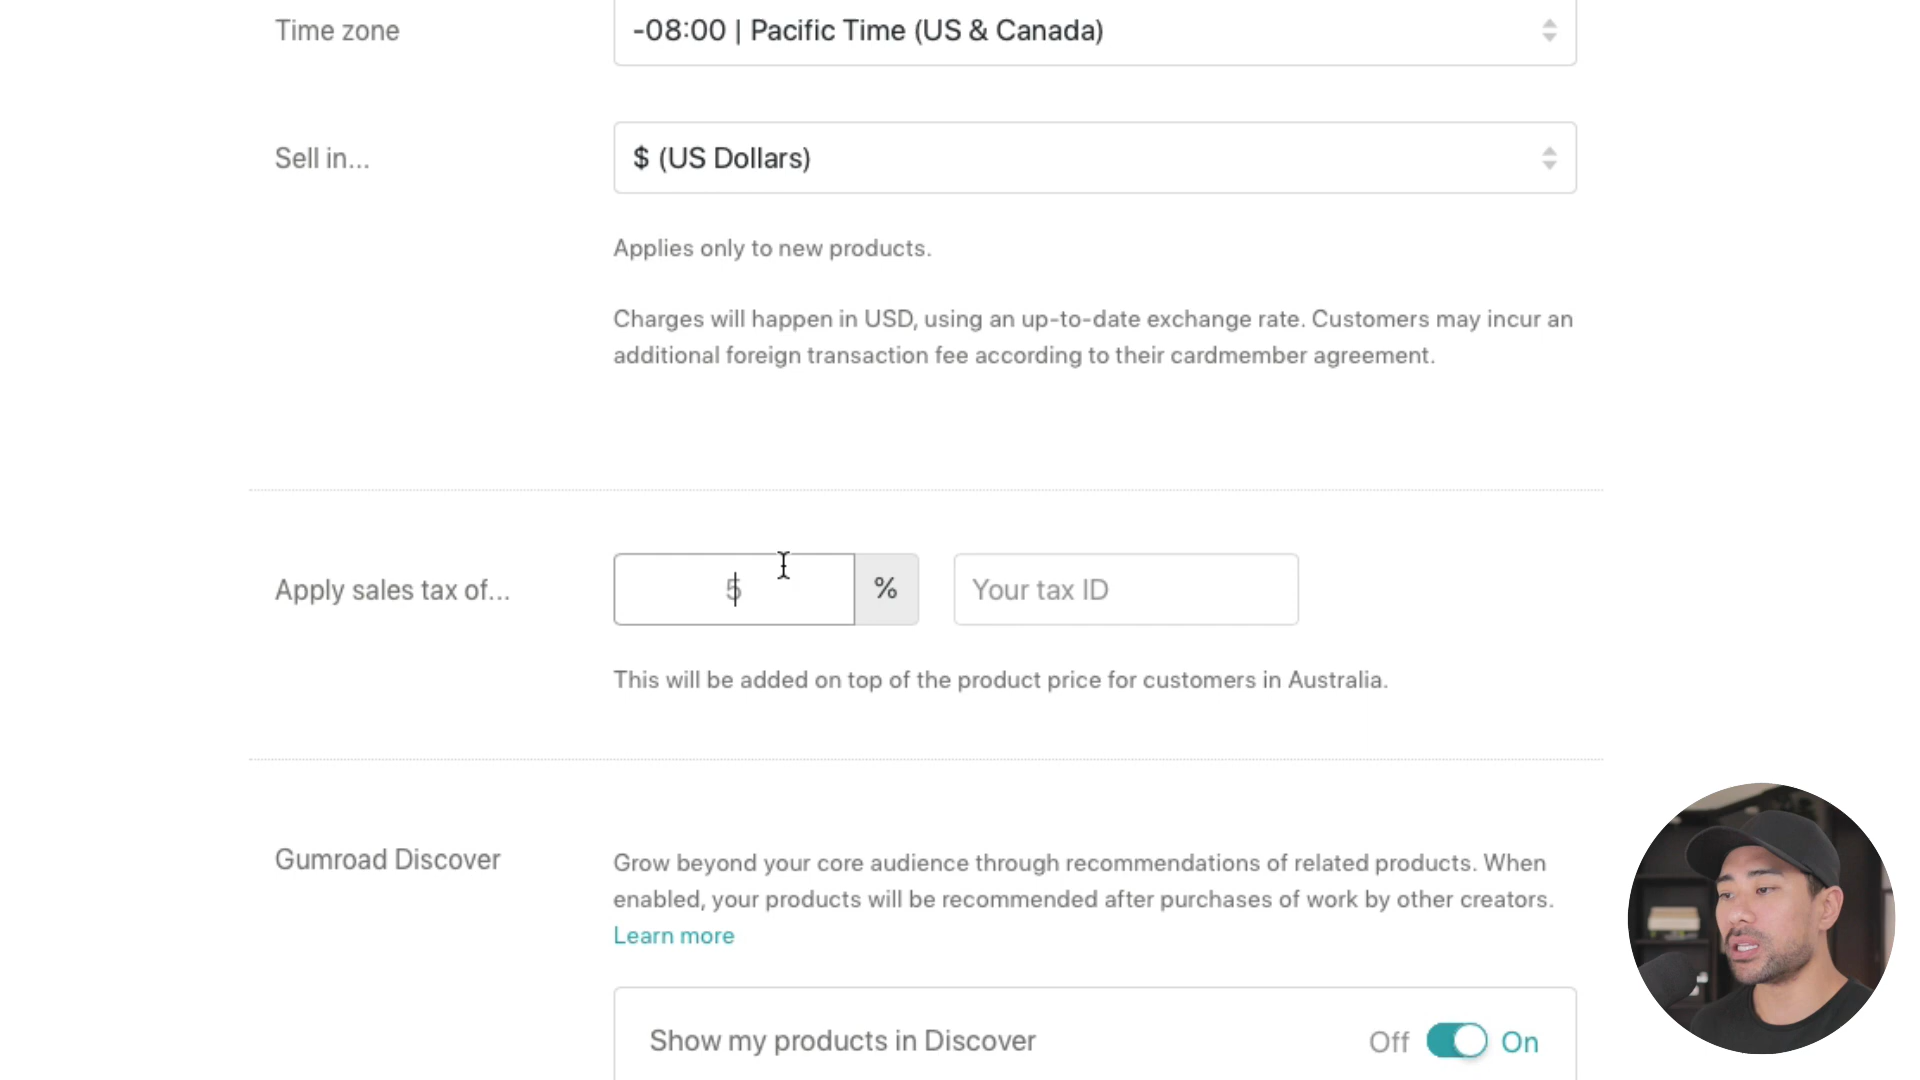 Time zone
-08:00 | Pacific Time (US & Canada)
Sell in...
$ (US Dollars)
Applies only to new products.
Charges will happen in USD, using an up-to-date exchange rate. Customers may incur an
additional foreign transaction fee according to their cardmember agreement.
Apply sales tax of...
5
%
Your tax ID
This will be added on top of the product price for customers in Australia.
Gumroad Discover
Grow beyond your core audience through recommendations of related products. When
enabled, your products will be recommended after purchases of work by other creators.
Learn more
Show my products in Discover
Off
On